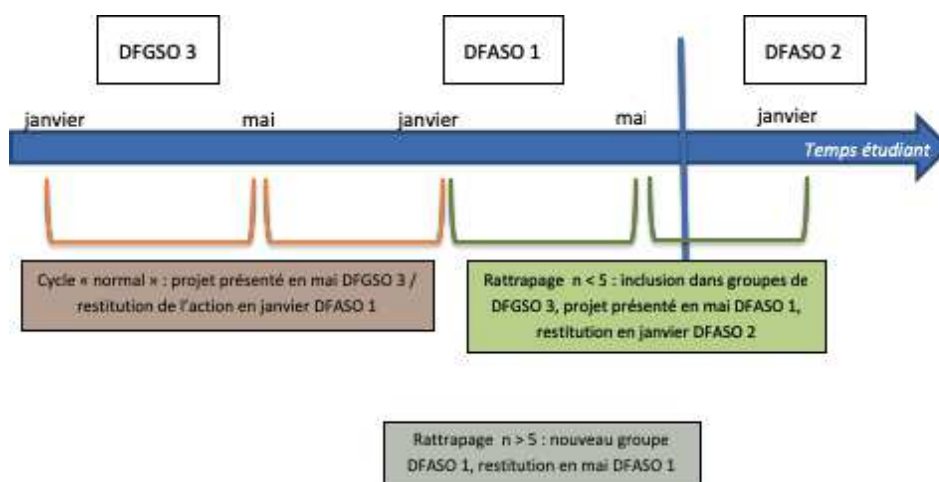 DFGSO 3
DFASO 1
DFASO 2
janvier
mai
janvier
mai
janvier
Temps étudiant
Cycle « normal » : projet présenté en mai DFGSO 3 /
restitution de l'action en janvier DFASO 1
Rattrapage n < 5 : inclusion dans groupes de
DFGSO 3, projet présenté en mai DFASO 1,
restitution en janvier DFASO 2
Rattrapage n > 5 : nouveau groupe
DFASO 1, restitution en mai DFASO 1